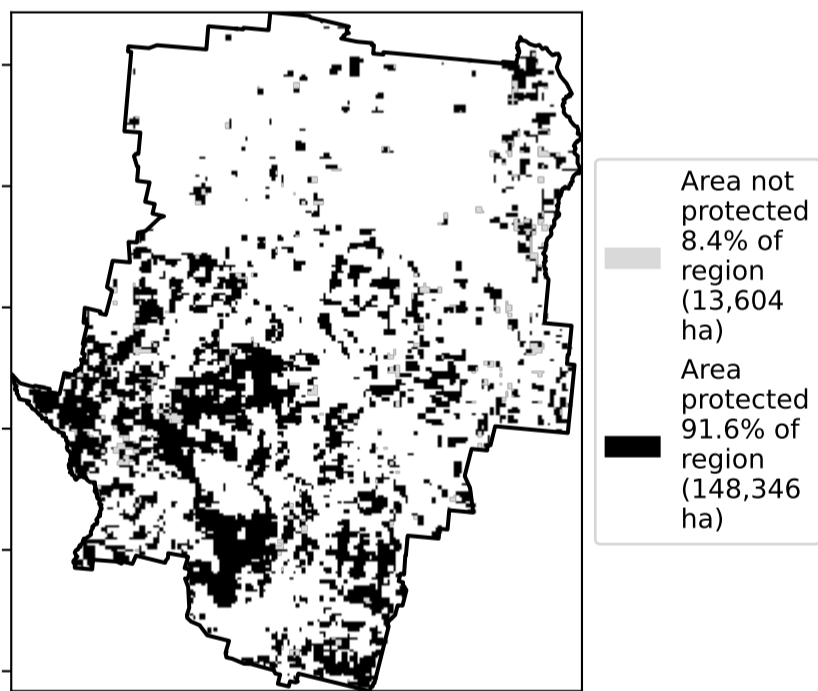 Area not
protected
8.4% of
region
(13,604
ha)
Area
protected
91.6% of
region
(148,346
ha)